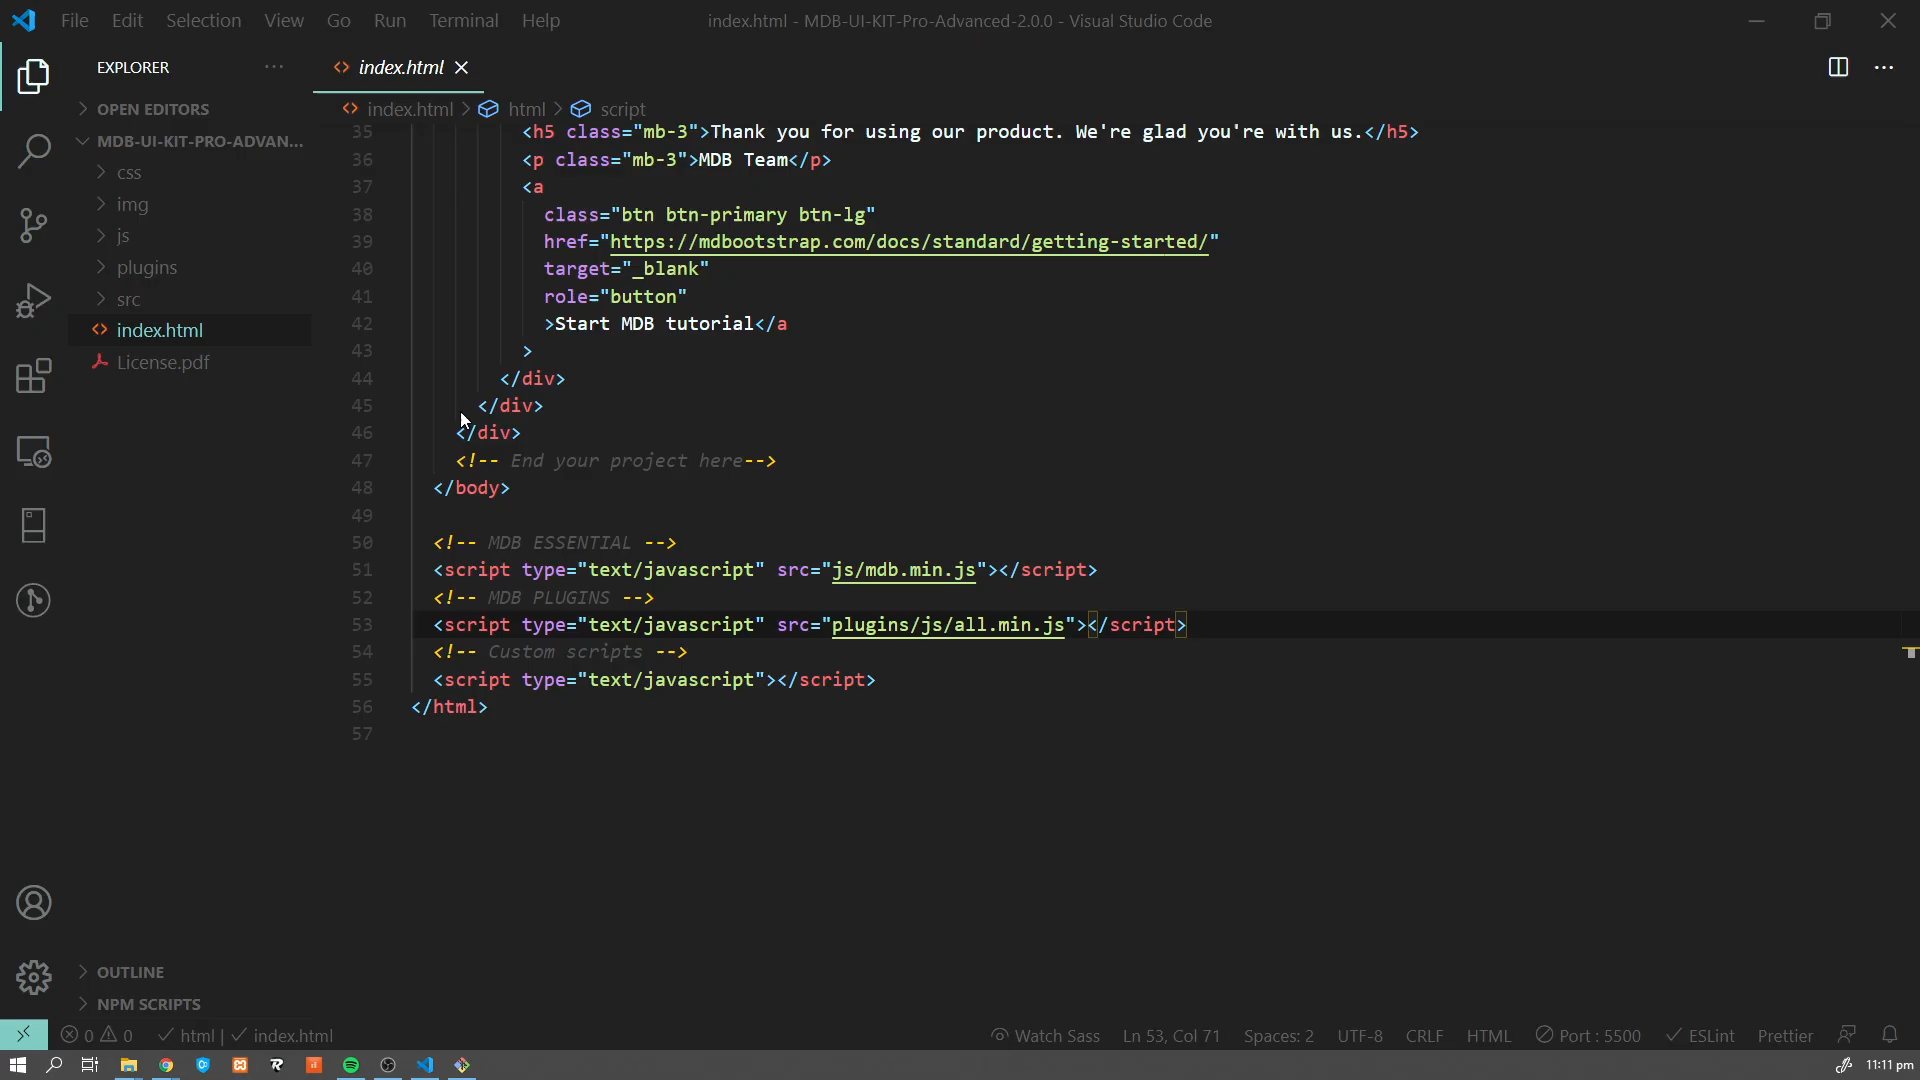 File Edit Selection View Go Run Terminal Help
index.html - MDB-UI-KIT-Pro-Advanced-2.0.0 - Visual Studio Code
EXPLORER
OPEN EDITORS
MDB-UI-KIT-PRO-ADVAN...
css
img
js
plugins
src
index.html
License.pdf
OUTLINE
NPM SCRIPTS
index.html
index.html html script
35 <h5 class="mb-3">Thank you for using our product. We're glad you're with us.</h5>
36 <p class="mb-3">MDB Team</p>
37 <a
38 class="btn btn-primary btn-lg"
39 href="https://mdbootstrap.com/docs/standard/getting-started/"
40 target="_blank"
41 role="button"
42 >Start MDB tutorial</a
43 >
44 </div>
45 </div>
46 </div>
47 <!-- End your project here-->
48 </body>
49
50 <!-- MDB ESSENTIAL -->
51 <script type="text/javascript" src="js/mdb.min.js"></script>
52 <!-- MDB PLUGINS -->
53 <script type="text/javascript" src="plugins/js/all.min.js"></script>
54 <!-- Custom scripts -->
55 <script type="text/javascript"></script>
56 </html>
57
0 0 html | index.html Watch Sass Ln 53, Col 71 Spaces: 2 UTF-8 CRLF HTML Port : 5500 ESLint Prettier
11:11 pm